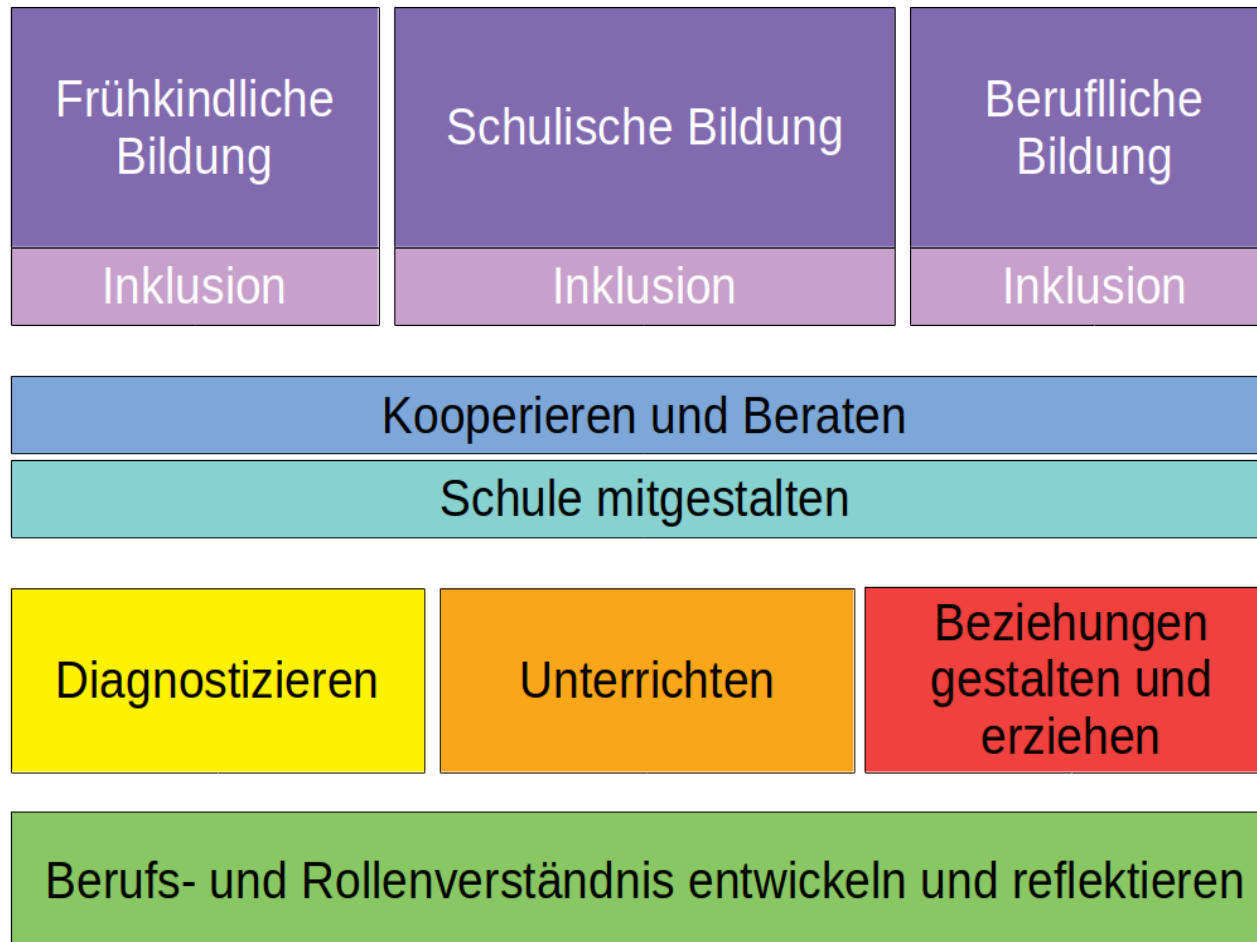 Frühkindliche
Bildung
Schulische Bildung
Beruflliche
Bildung
Inklusion
Inklusion
Inklusion
Kooperieren und Beraten
Schule mitgestalten
Diagnostizieren
Unterrichten
Beziehungen
gestalten und
erziehen
Berufs- und Rollenverständnis entwickeln und reflektieren